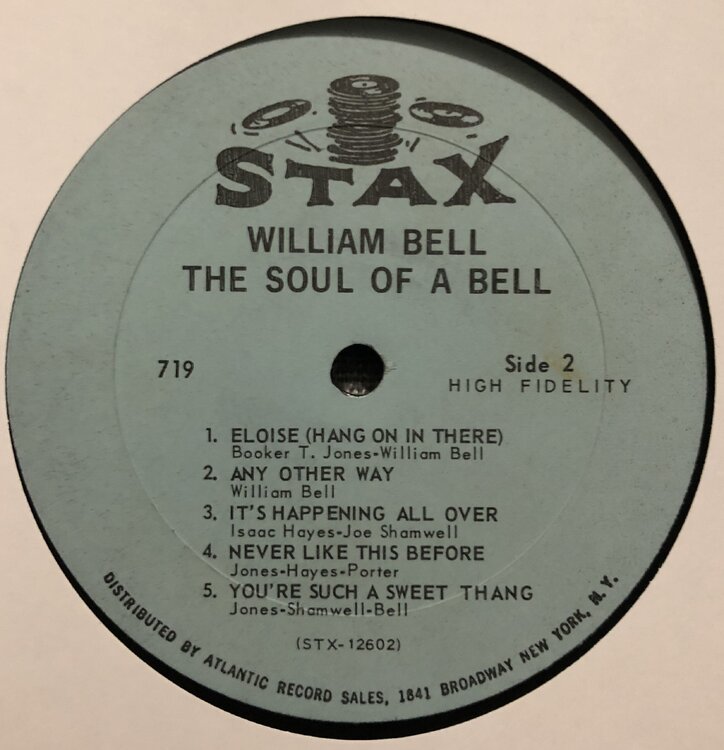 STAX
WILLIAM BELL
THE SOUL OF A BELL
719
Side 2
HIGH FIDELITY
1. ELOISE (HANG ON IN THERE)
Booker T. Jones-William Bell
2. ANY OTHER WAY
William Bell
3. IT'S HAPPENING ALL OVER
Isaac Hayes-Joe Shamwell
4. NEVER LIKE THIS BEFORE
Jones-Hayes-Porter
5. YOU'RE SUCH A SWEET THANG
Jones-Shamwell-Bell
(STX-12602)
DISTRIBUTED BY ATLANTIC RECORD SALES, 1841 BROADWAY NEW YORK, N. Y.